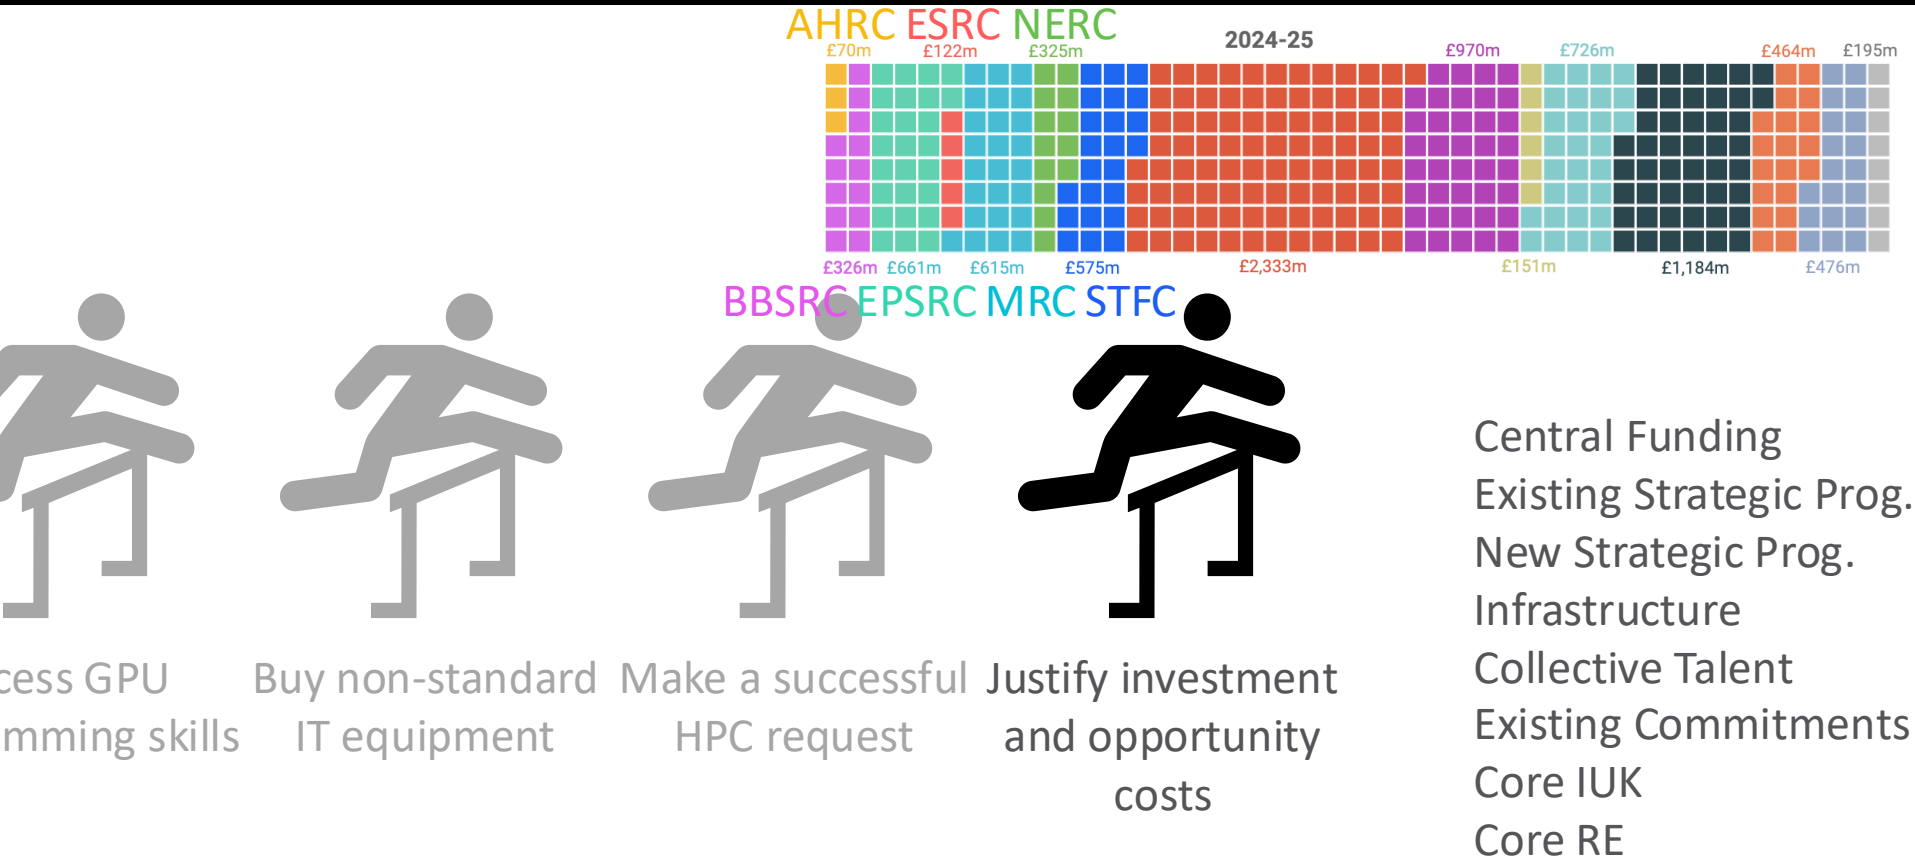 AHRC ESRC NERC
£70m £122m £325m 2024-25 £970m £726m £464m £195m
£326m £661m £615m £575m £2,333m £151m £1,184m £476m
BBSRC EPSRC MRC STFC
cess GPU
mming skills
Buy non-standard
IT equipment
Make a successful
HPC request
Justify investment
and opportunity
costs
Central Funding
Existing Strategic Prog.
New Strategic Prog.
Infrastructure
Collective Talent
Existing Commitments
Core IUK
Core RE